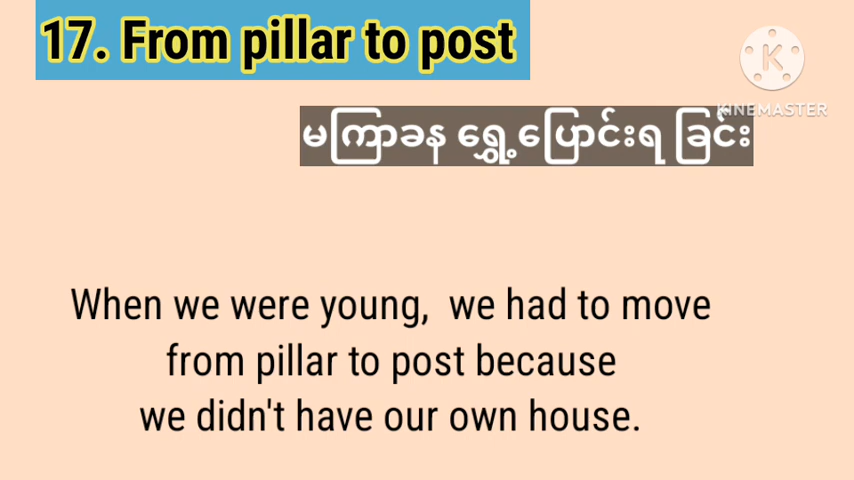 17. From pillar to post
KINEMASTER
မကြာခန ရွှေ့ပြောင်းရ ခြင်း
When we were young, we had to move
from pillar to post because
we didn't have our own house.